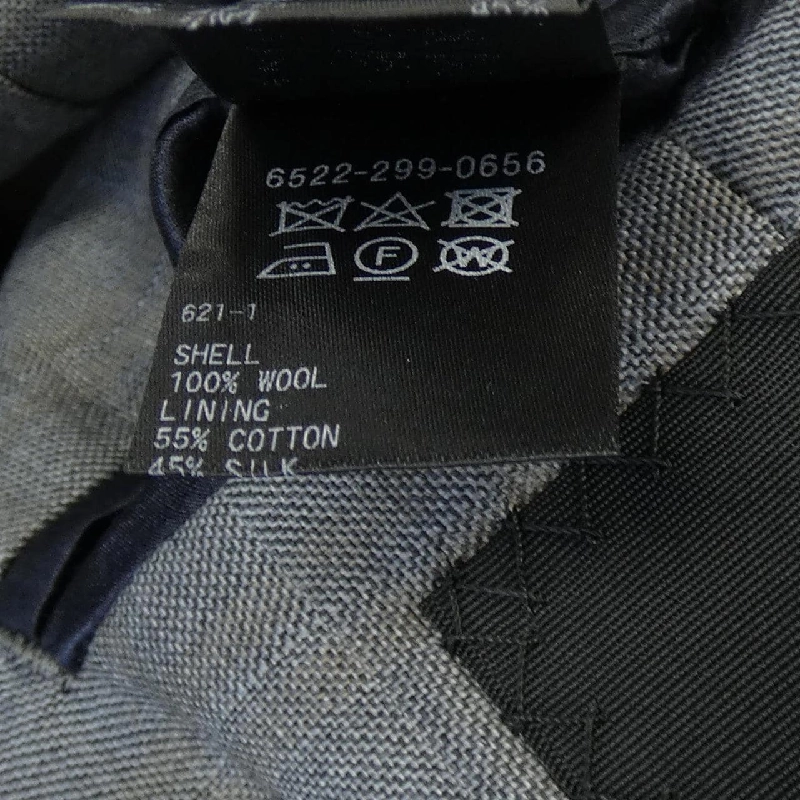 6522-299-0656
F
W
621-1
SHELL
100% WOOL
LINING
55% COTTON
45% SILK